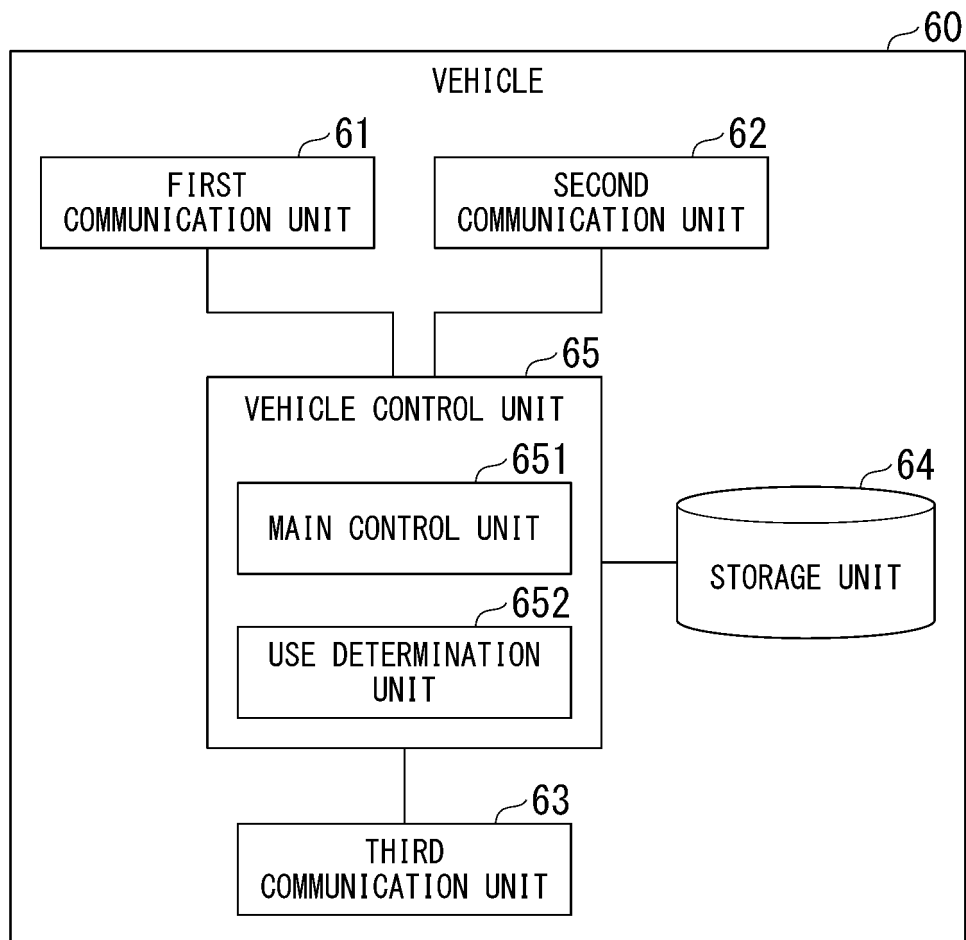 60
VEHICLE
61
62
FIRST
COMMUNICATION UNIT
SECOND
COMMUNICATION UNIT
65
VEHICLE CONTROL UNIT
651
MAIN CONTROL UNIT
64
STORAGE UNIT
652
USE DETERMINATION
UNIT
63
THIRD
COMMUNICATION UNIT